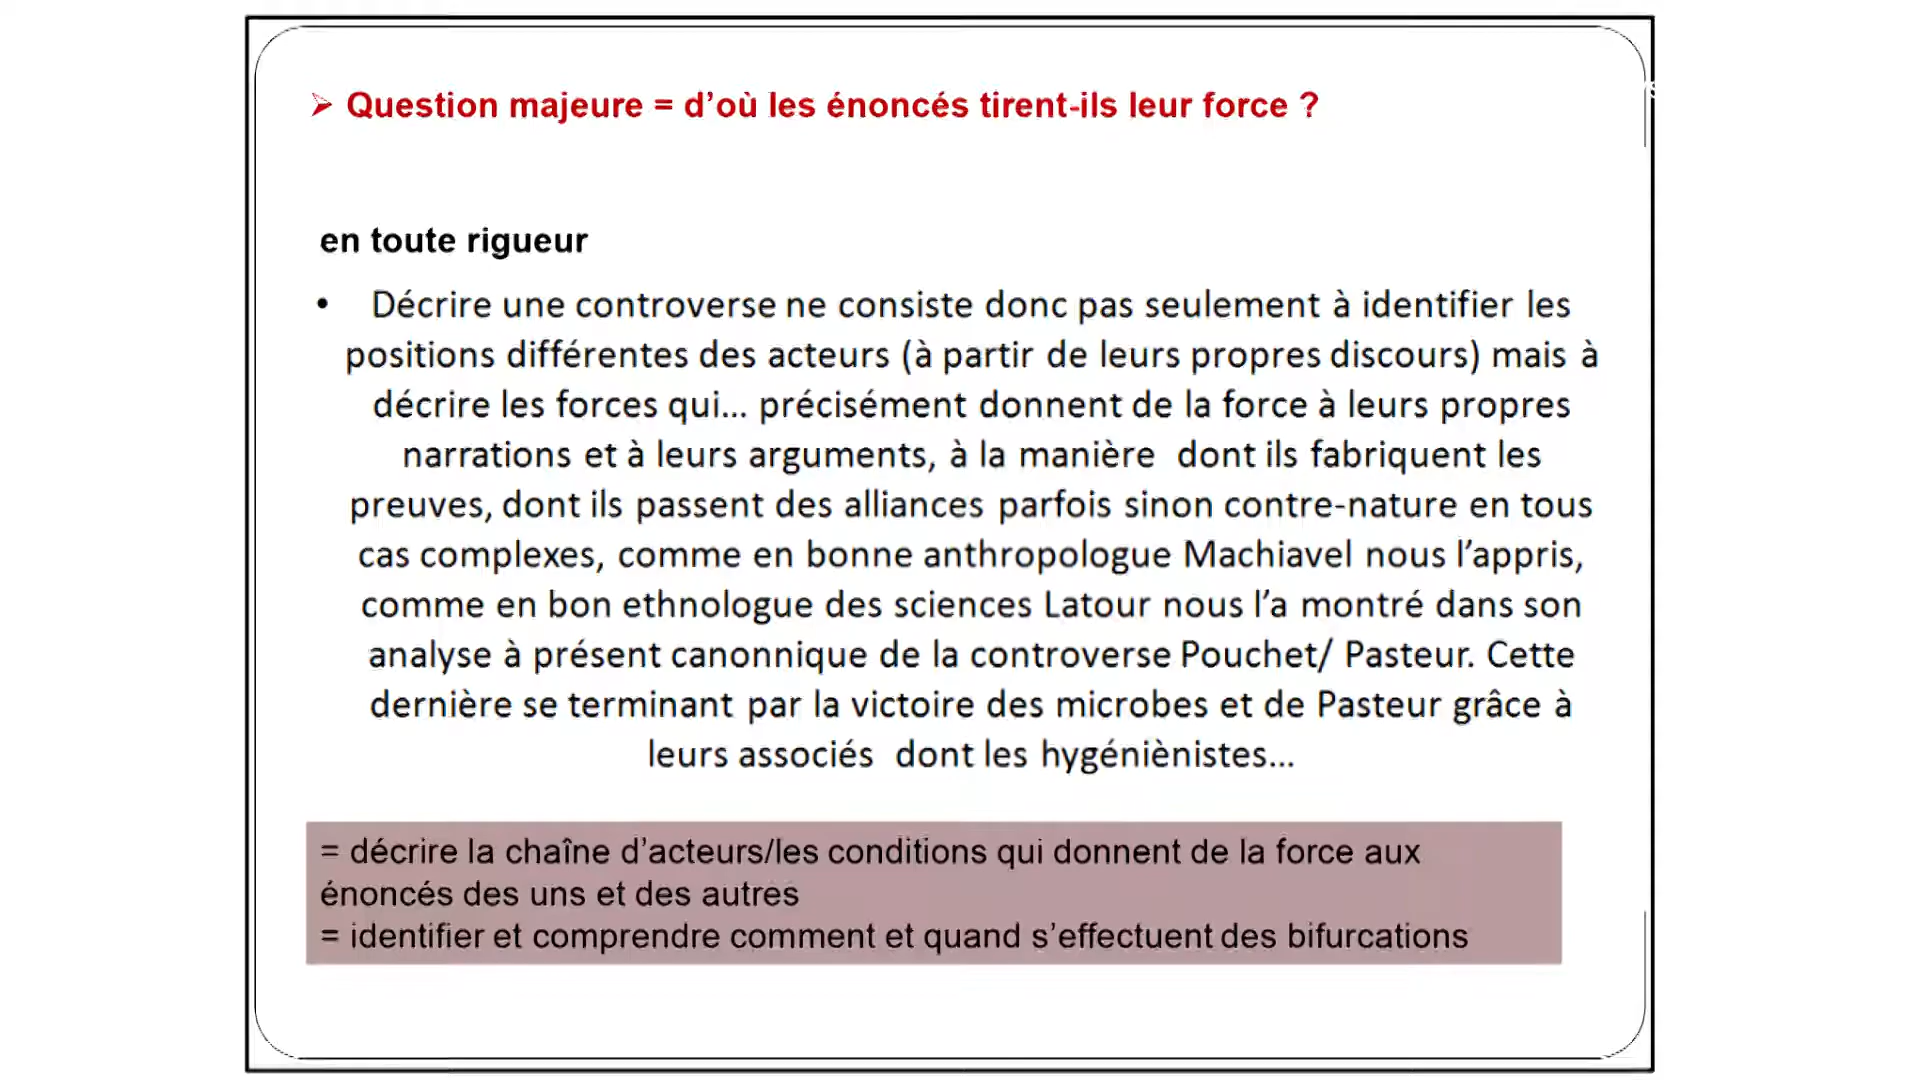 ➢ Question majeure = d’où les énoncés tirent-ils leur force ?
en toute rigueur
• Décrire une controverse ne consiste donc pas seulement à identifier les
positions différentes des acteurs (à partir de leurs propres discours) mais à
décrire les forces qui... précisément donnent de la force à leurs propres
narrations et à leurs arguments, à la manière dont ils fabriquent les
preuves, dont ils passent des alliances parfois sinon contre-nature en tous
cas complexes, comme en bonne anthropologue Machiavel nous l’appris,
comme en bon ethnologue des sciences Latour nous l’a montré dans son
analyse à présent canonnique de la controverse Pouchet/ Pasteur. Cette
dernière se terminant par la victoire des microbes et de Pasteur grâce à
leurs associés dont les hygéniènistes...
= décrire la chaîne d’acteurs/les conditions qui donnent de la force aux
énoncés des uns et des autres
= identifier et comprendre comment et quand s’effectuent des bifurcations